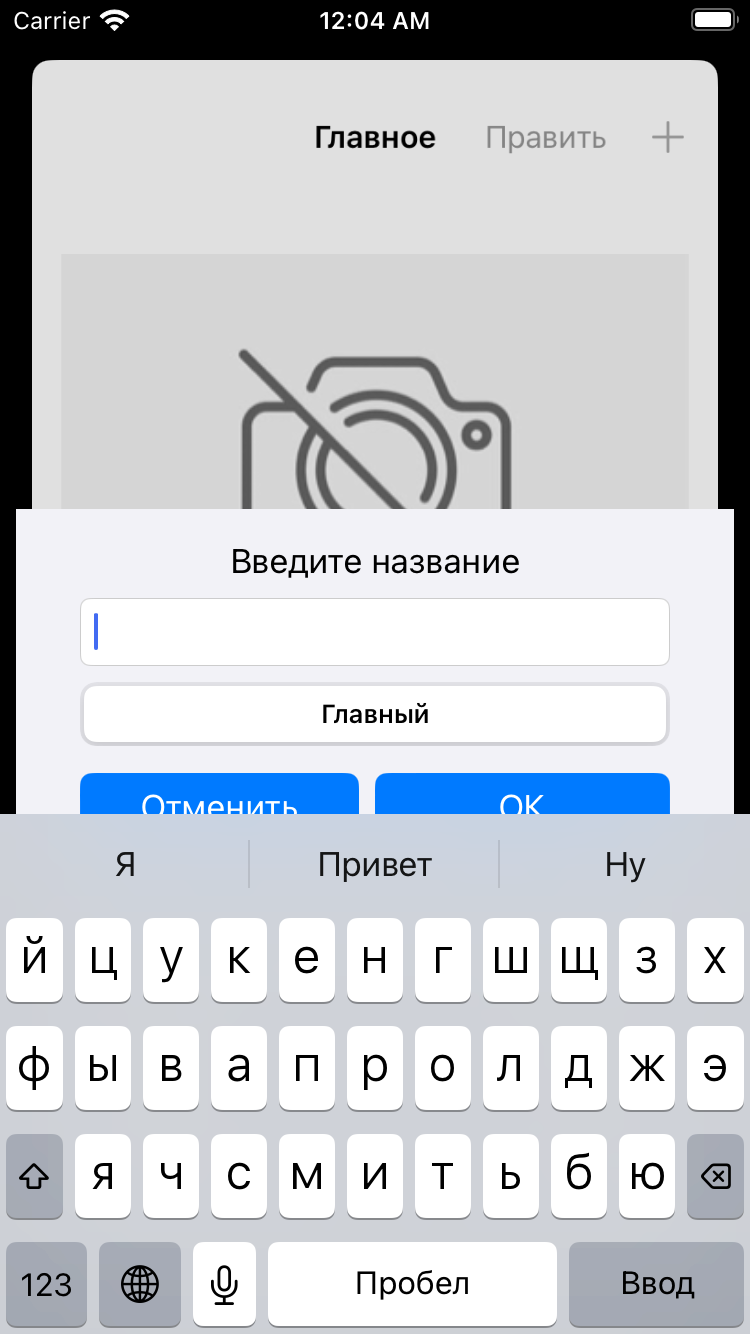 Carrier 12:04 AM
Главное Править
Введите название
Главный
Отменить OK
Я Привет Ну
й ц у к е н г ш щ з х
ф ы в а п р о л д ж э
я ч с м и т ь б ю
123 Пробел Ввод